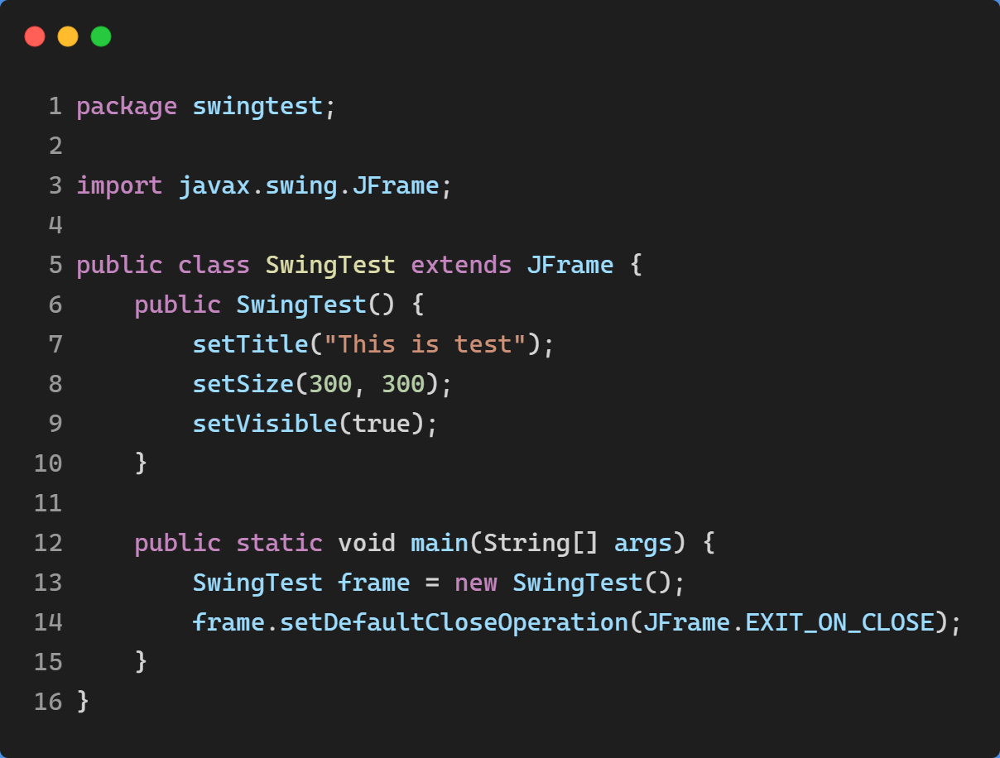 1 package swingtest;
2
3 import javax.swing.JFrame;
4
5 public class SwingTest extends JFrame {
6     public SwingTest() {
7         setTitle("This is test");
8         setSize(300, 300);
9         setVisible(true);
10     }
11
12     public static void main(String[] args) {
13         SwingTest frame = new SwingTest();
14         frame.setDefaultCloseOperation(JFrame.EXIT_ON_CLOSE);
15     }
16 }